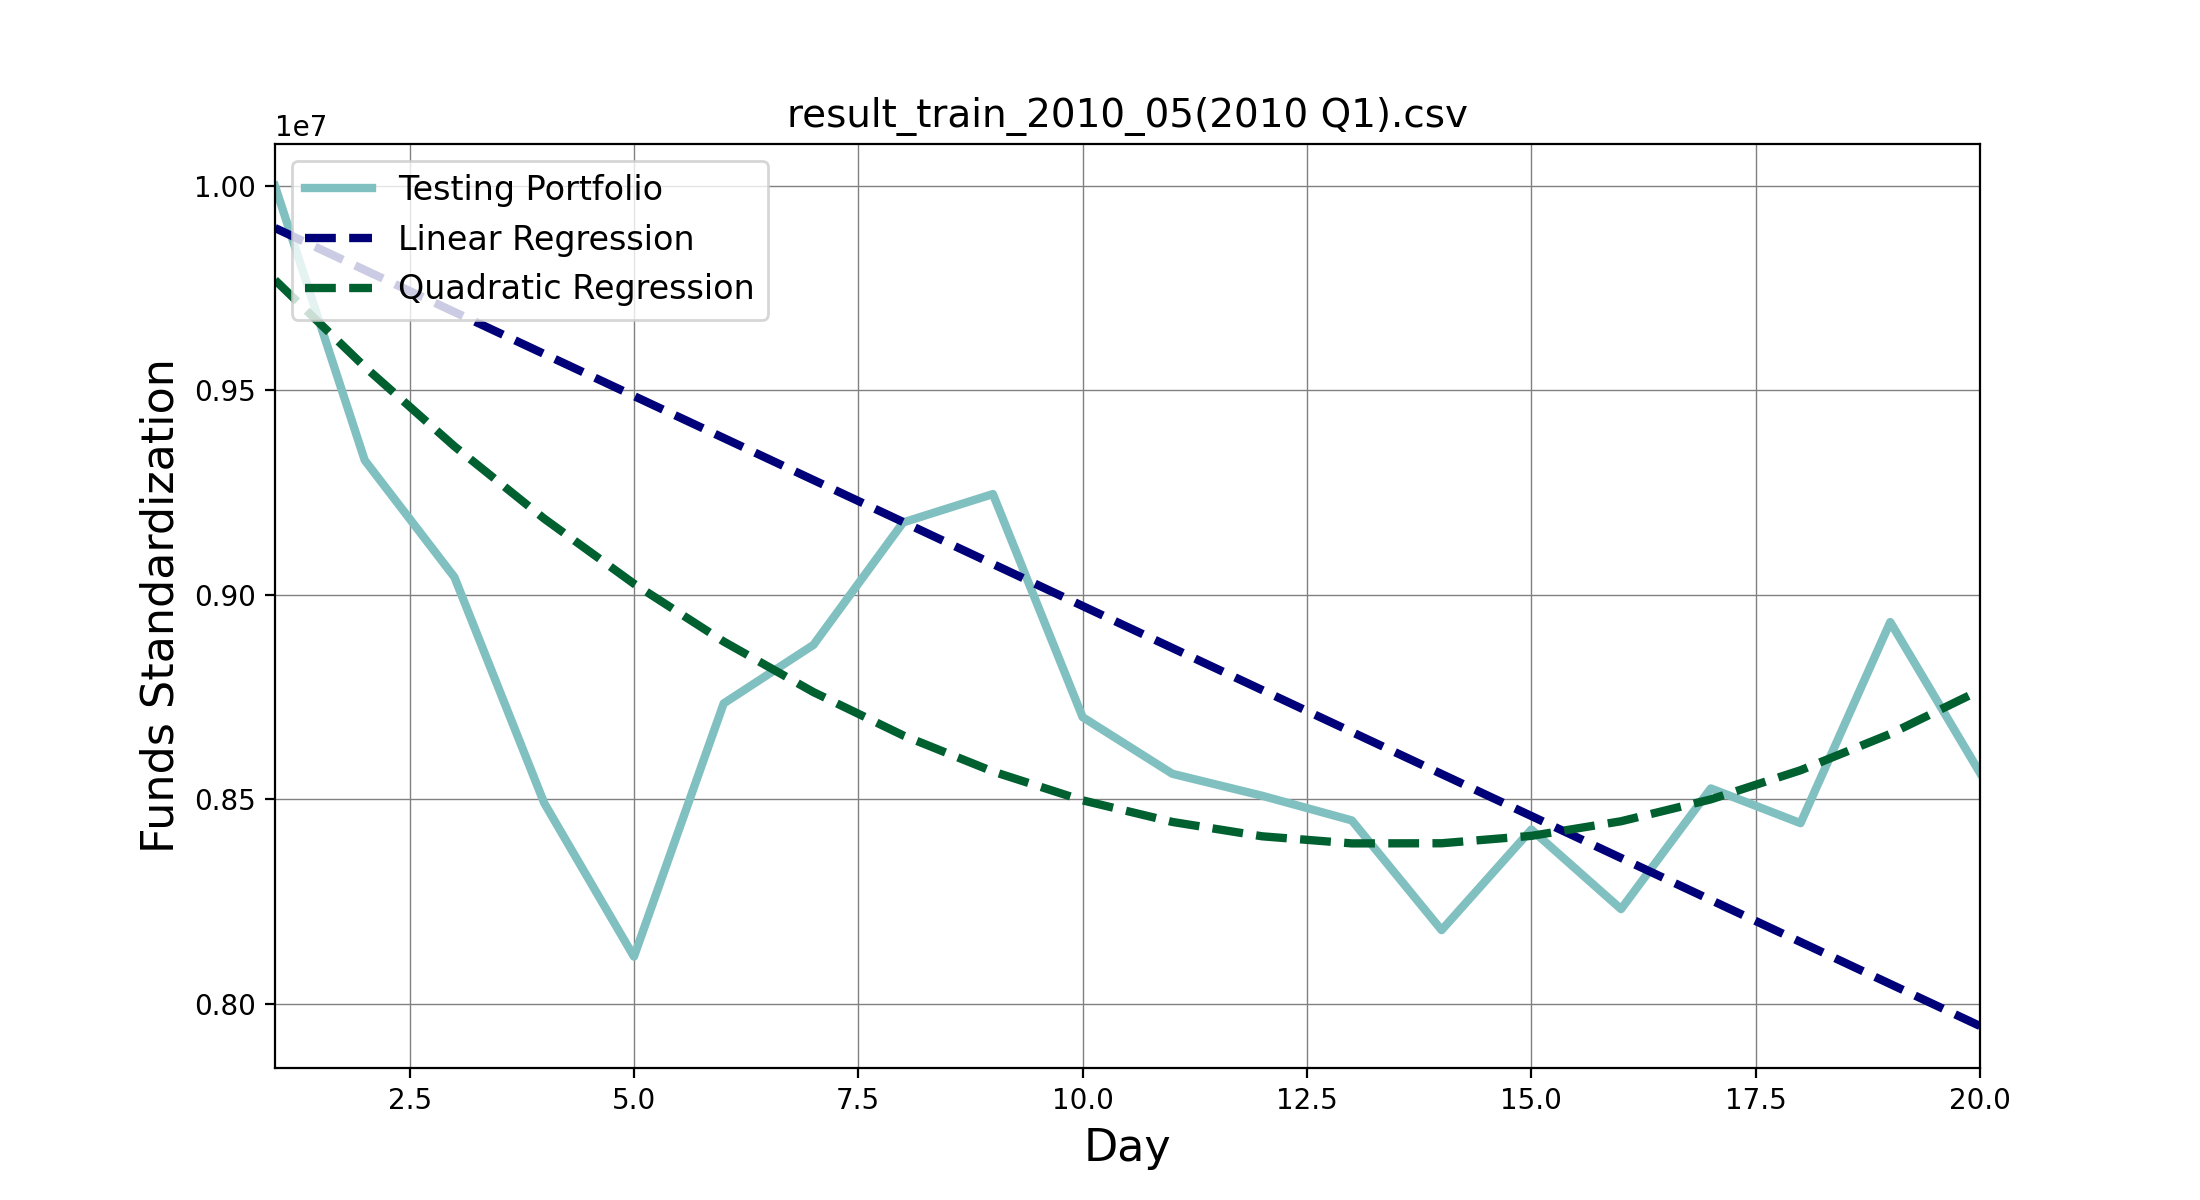 result_train_2010_05(2010 Q1).csv
1e7
Testing Portfolio
Linear Regression
Quadratic Regression
1.00
0.95
0.90
0.85
0.80
Funds Standardization
2.5 5.0 7.5 10.0 12.5 15.0 17.5 20.0
Day